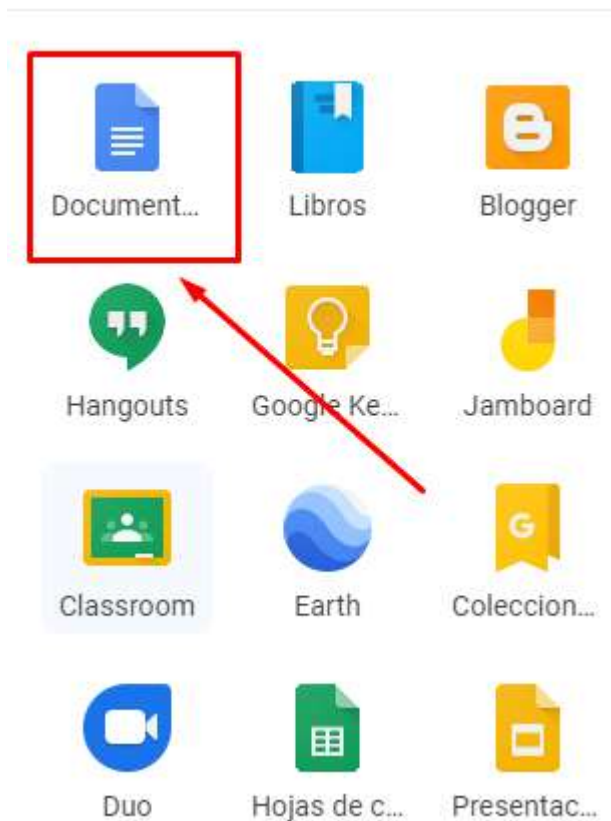 Document...
Libros
Blogger
Hangouts
Google Ke...
Jamboard
Classroom
Earth
G
Coleccion...
Duo
Hojas de c...
Presentac...